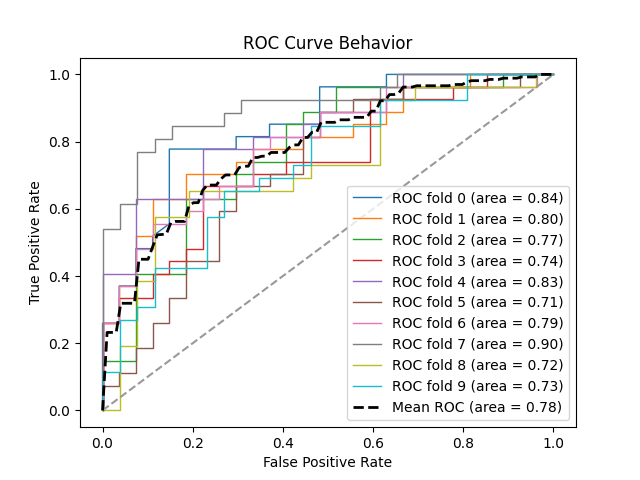 ROC Curve Behavior
True Positive Rate
1.0
0.8
0.6
0.4
0.2
0.0
ROC fold 0 (area = 0.84)
ROC fold 1 (area = 0.80)
ROC fold 2 (area = 0.77)
ROC fold 3 (area = 0.74)
ROC fold 4 (area = 0.83)
ROC fold 5 (area = 0.71)
ROC fold 6 (area = 0.79)
ROC fold 7 (area = 0.90)
ROC fold 8 (area = 0.72)
ROC fold 9 (area = 0.73)
Mean ROC (area = 0.78)
0.0 0.2 0.4 0.6 0.8 1.0
False Positive Rate